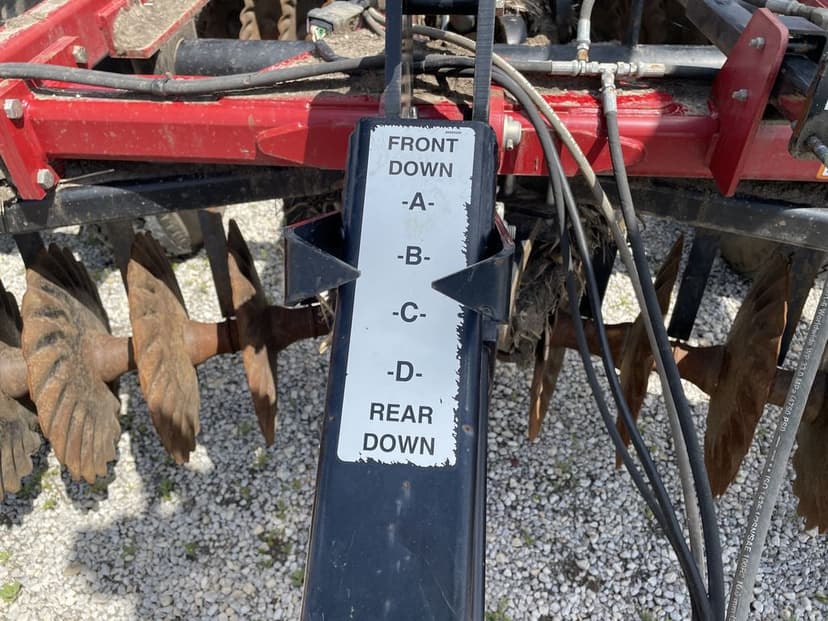 FRONT
DOWN
-A-
-B-
-C-
-D-
REAR
DOWN